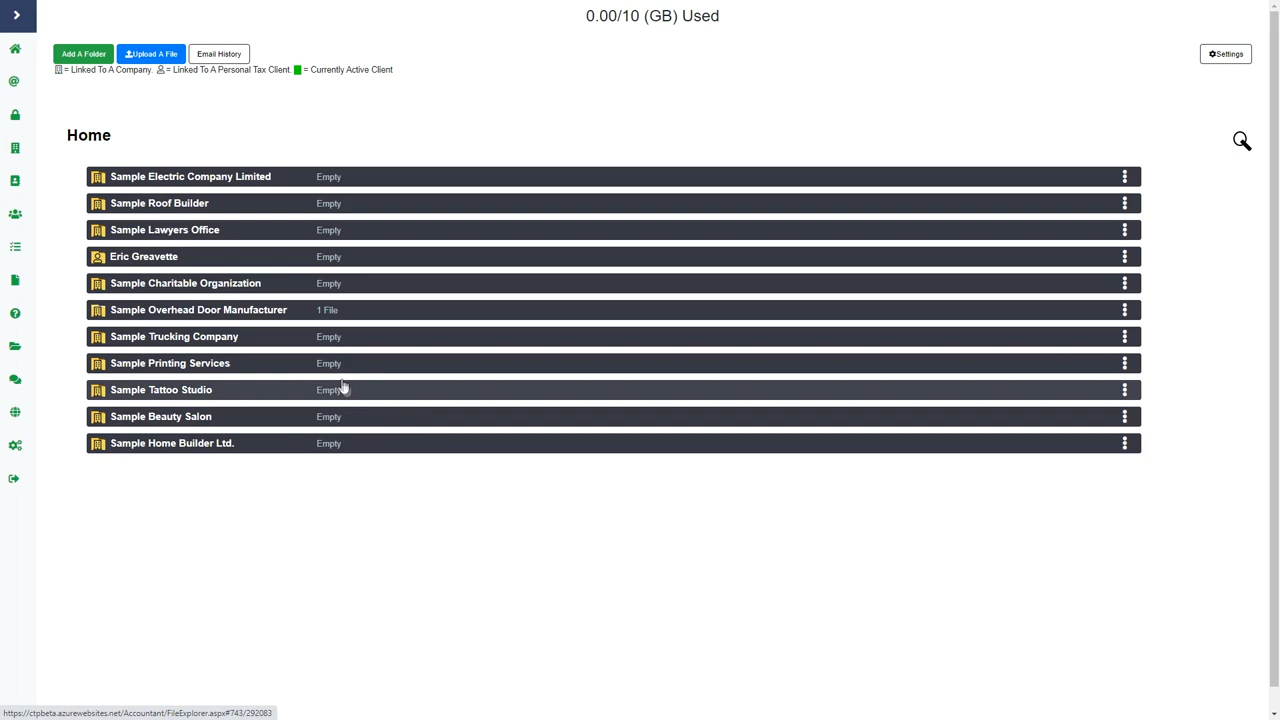 0.00/10 (GB) Used
Add A Folder Upload A File Email History Settings
= Linked To A Company. = Linked To A Personal Tax Client. = Currently Active Client
Home
Sample Electric Company Limited Empty
Sample Roof Builder Empty
Sample Lawyers Office Empty
Eric Greavette Empty
Sample Charitable Organization Empty
Sample Overhead Door Manufacturer 1 File
Sample Trucking Company Empty
Sample Printing Services Empty
Sample Tattoo Studio Empty
Sample Beauty Salon Empty
Sample Home Builder Ltd. Empty
https://ctpbeta.azurewebsites.net/Accountant/FileExplorer.aspx#743/292083